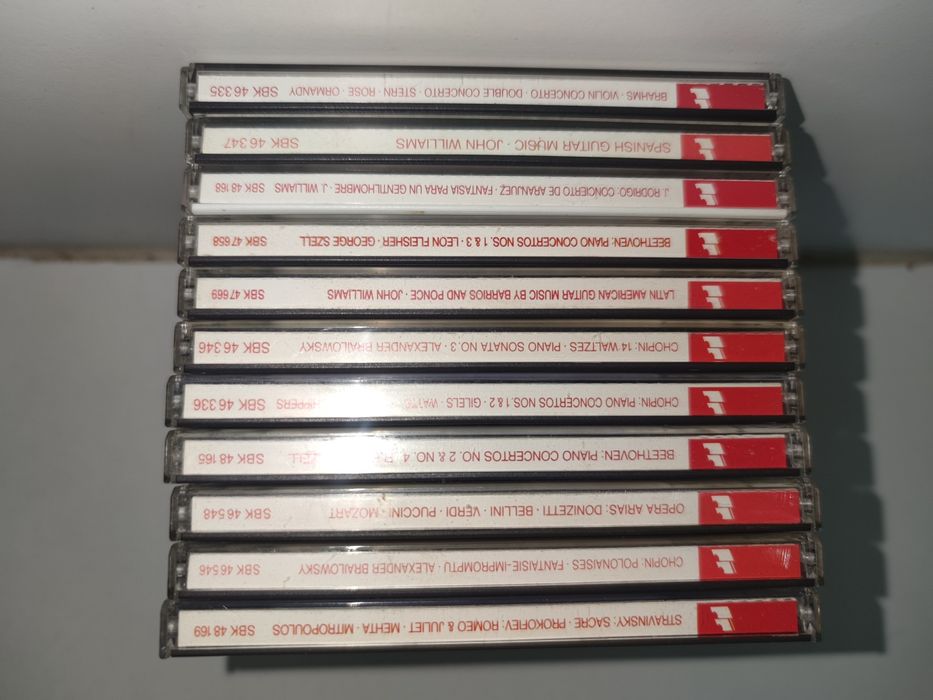 BRAHMS: VIOLIN CONCERTO · DOUBLE CONCERTO · STERN · ROSE · ORMANDY SBK 46 335
SPANISH GUITAR MUSIC · JOHN WILLIAMS SBK 46 347
J. RODRIGO: CONCIERTO DE ARANJUEZ · FANTASIA PARA UN GENTILHOMBRE · J. WILLIAMS SBK 48 168
BEETHOVEN: PIANO CONCERTOS NOS. 1 & 3 · LEON FLEISHER · GEORGE SZELL SBK 47 658
LATIN AMERICAN GUITAR MUSIC BY BARRIOS AND PONCE · JOHN WILLIAMS SBK 47 669
CHOPIN: 14 WALTZES · PIANO SONATA NO. 3 · ALEXANDER BRAILOWSKY SBK 46 346
CHOPIN: PIANO CONCERTOS NOS 1 & 2 · GILELS · SBK 46 336
BEETHOVEN: PIANO CONCERTOS NO. 2 & NO. 4 · SBK 48 165
OPERA ARIAS: DONIZETTI · BELLINI · VERDI · PUCCINI · MOZART SBK 46 548
CHOPIN: POLONAISES · FANTAISIE-IMPROMPTU · ALEXANDER BRAILOWSKY SBK 46 546
STRAVINSKY: SACRE · PROKOFIEV: ROMEO & JULIET · MEHTA · MITROPOULOS SBK 48 169